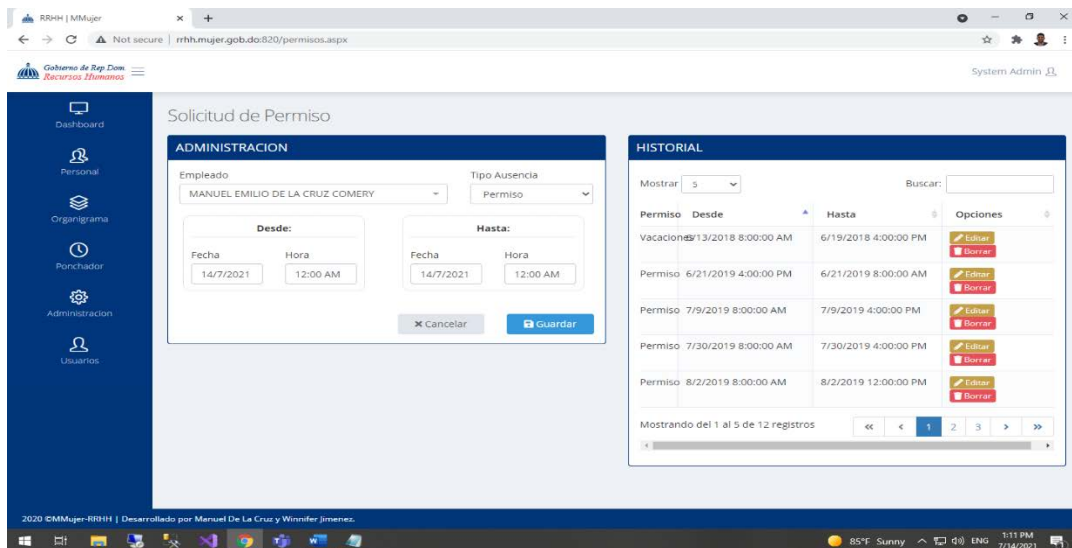 RRHH | MMujer
Not secure | rrhh.mujer.gob.do:820/permisos.aspx
Gobierno de Rep Dom.
Recursos Humanos
System Admin
Dashboard
Personal
Organigrama
Ponchador
Administracion
Usuarios
Solicitud de Permiso
ADMINISTRACION
Empleado Tipo Ausencia
MANUEL EMILIO DE LA CRUZ COMERY Permiso
Desde: Hasta:
Fecha Hora Fecha Hora
14/7/2021 12:00 AM 14/7/2021 12:00 AM
Cancelar Guardar
HISTORIAL
Mostrar 5 Buscar:
Permiso Desde Hasta Opciones
Vacaciones 6/13/2018 8:00:00 AM 6/19/2018 4:00:00 PM Editar
Borrar
Permiso 6/21/2019 4:00:00 PM 6/21/2019 8:00:00 AM Editar
Borrar
Permiso 7/9/2019 8:00:00 AM 7/9/2019 4:00:00 PM Editar
Borrar
Permiso 7/30/2019 8:00:00 AM 7/30/2019 4:00:00 PM Editar
Borrar
Permiso 8/2/2019 8:00:00 AM 8/2/2019 12:00:00 PM Editar
Borrar
Mostrando del 1 al 5 de 12 registros « < 1 2 3 > »
2020 ©MMujer-RRHH | Desarrollado por Manuel De La Cruz y Winnifer Jimenez.
85°F Sunny ENG 1:11 PM
7/14/2021